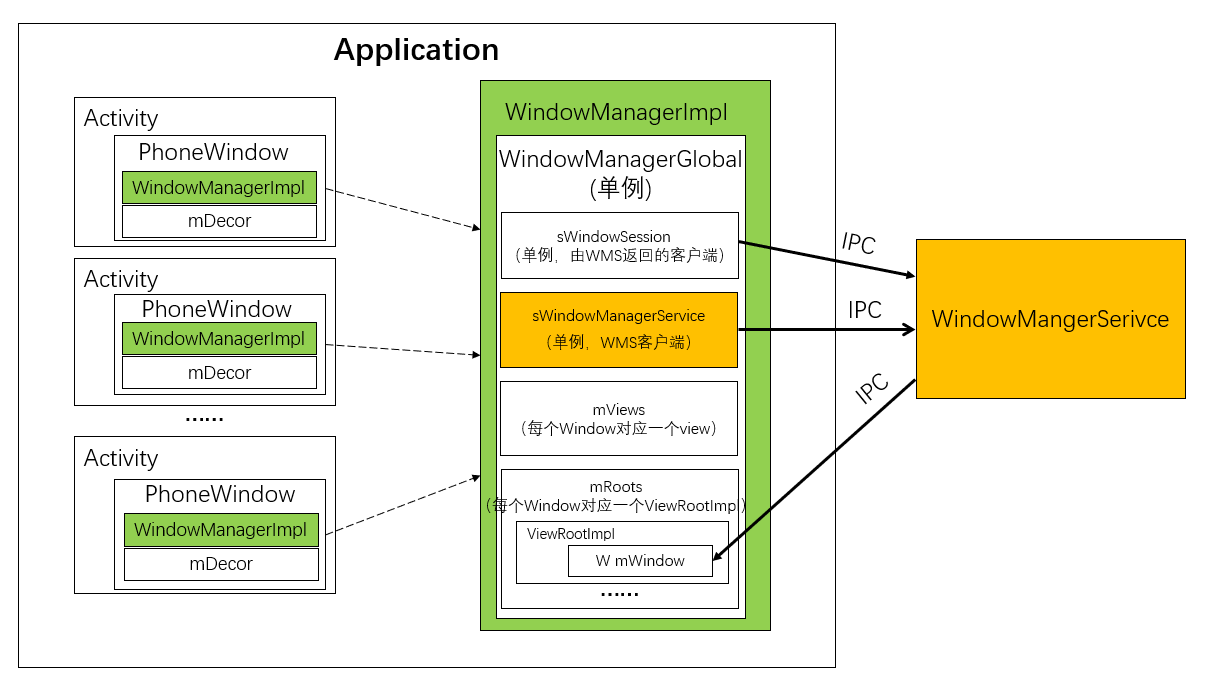 Application
Activity
PhoneWindow
WindowManagerImpl
mDecor
Activity
PhoneWindow
WindowManagerImpl
mDecor
……
Activity
PhoneWindow
WindowManagerImpl
mDecor
WindowManagerImpl
WindowManagerGlobal
(单例)
sWindowSession
（单例，由WMS返回的客户端）
sWindowManagerService
（单例，WMS客户端）
mViews
（每个Window对应一个view）
mRoots
（每个Window对应一个ViewRootImpl）
ViewRootImpl
W mWindow
……
IPC
IPC
IPC
WindowMangerSerivce